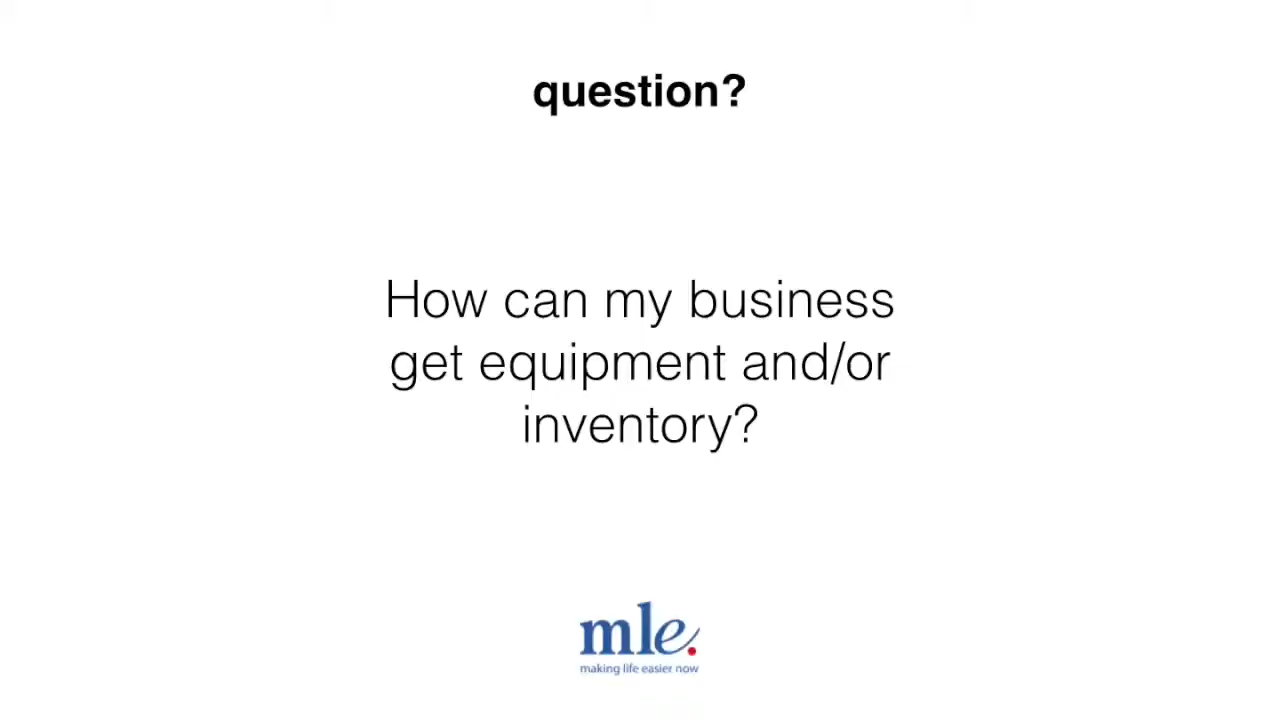 question?
How can my business
get equipment and/or
inventory?
mle.
making life easier now